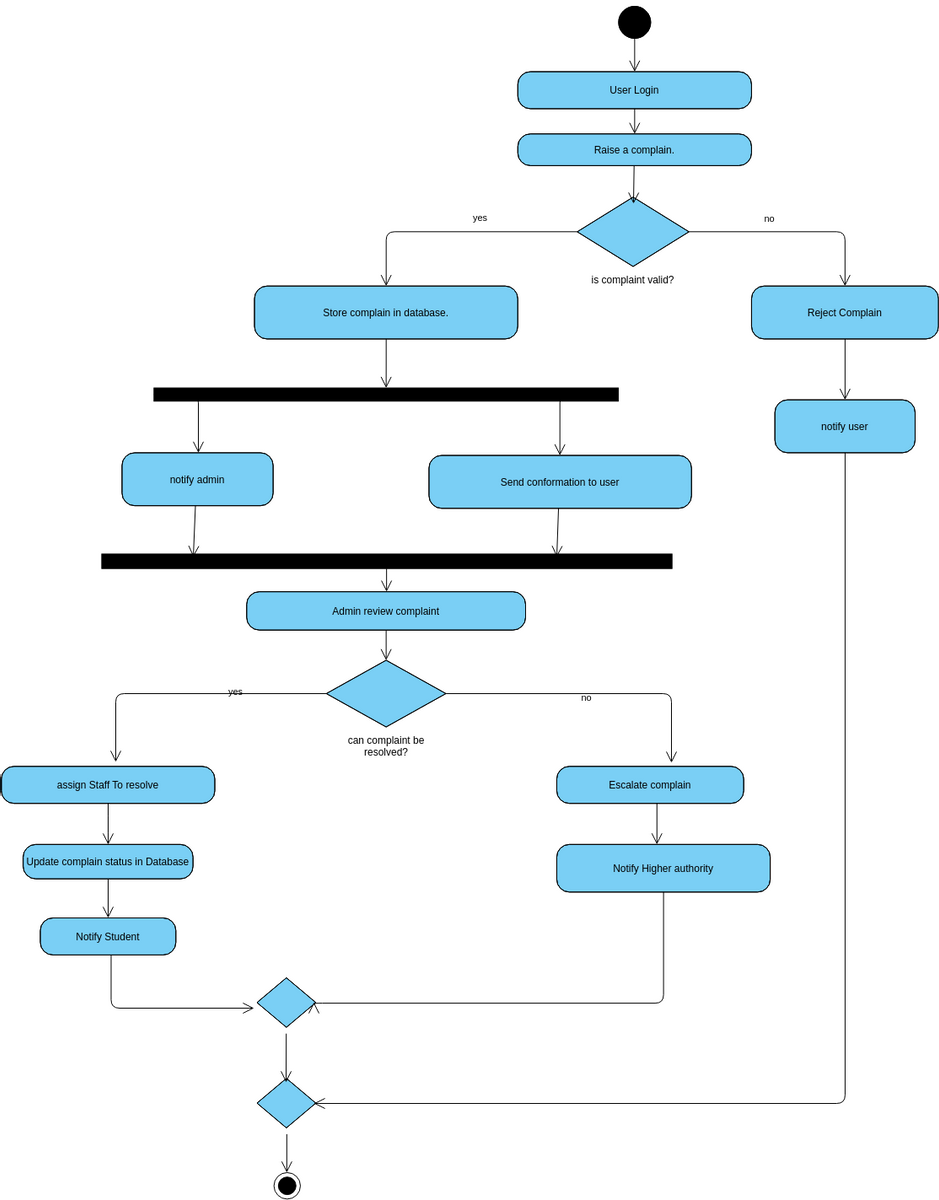 User Login
Raise a complain.
yes
no
is complaint valid?
Store complain in database.
Reject Complain
notify user
notify admin
Send conformation to user
Admin review complaint
yes
no
can complaint be
resolved?
assign Staff To resolve
Escalate complain
Update complain status in Database
Notify Higher authority
Notify Student